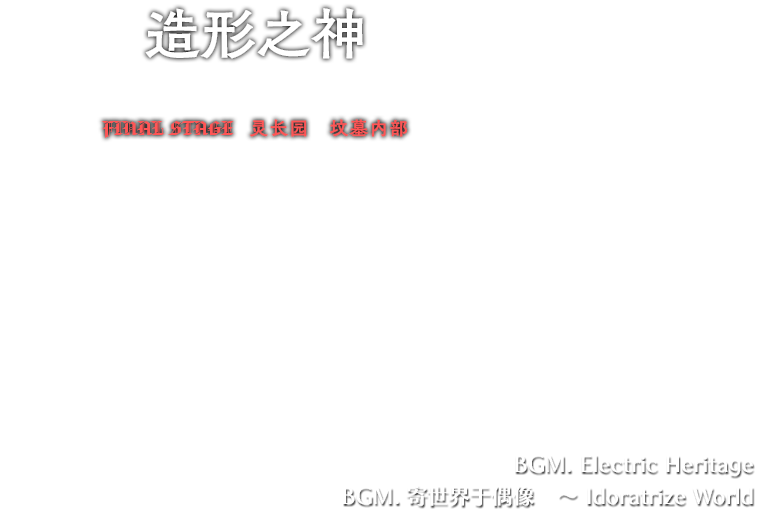 造形之神
FINAL STAGE 灵长园 坟墓内部
BGM. Electric Heritage
BGM. 寄世界于偶像 ～ Idoratrize World